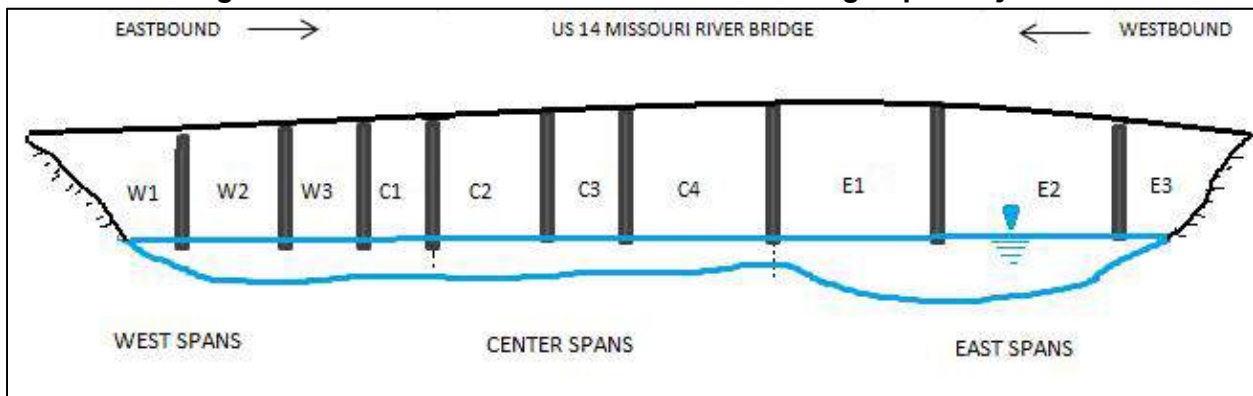 EASTBOUND
US 14 MISSOURI RIVER BRIDGE
WESTBOUND
W1 W2 W3 C1 C2 C3 C4 E1 E2 E3
WEST SPANS
CENTER SPANS
EAST SPANS